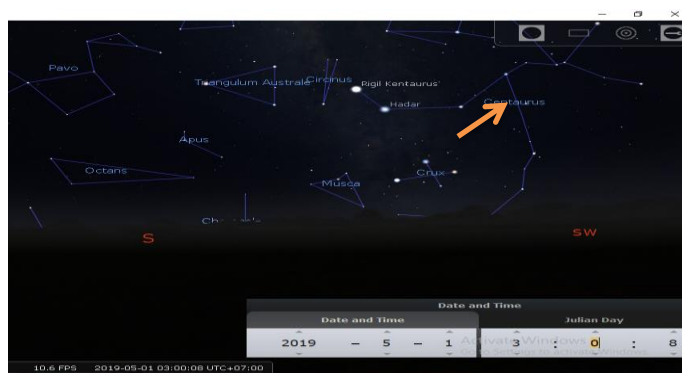 Pavo
Triangulum Australe
Circinus
Rigil Kentaurus
Hadar
Centaurus
Apus
Crux
Octans
Musca
S
SW
Date and Time
Date and Time Julian Day
2019 - 5 - 1 3 : 0 : 8
Activate Windows
10.6 FPS 2019-05-01 03:00:08 UTC+07:00